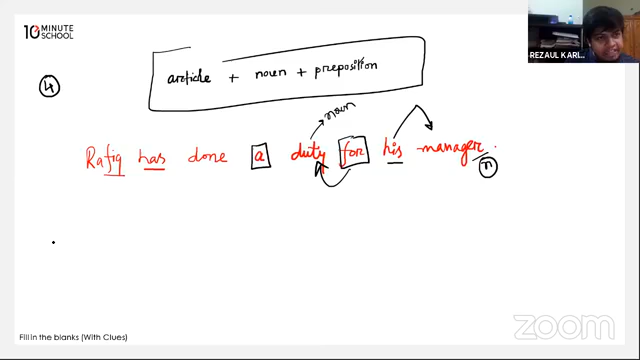 10 MINUTE SCHOOL
REZAUL KARI...
4
article + noun + preposition
noun
Rafiq has done a duty for his manager.
n
Fill in the blanks (With Clues)
zoom